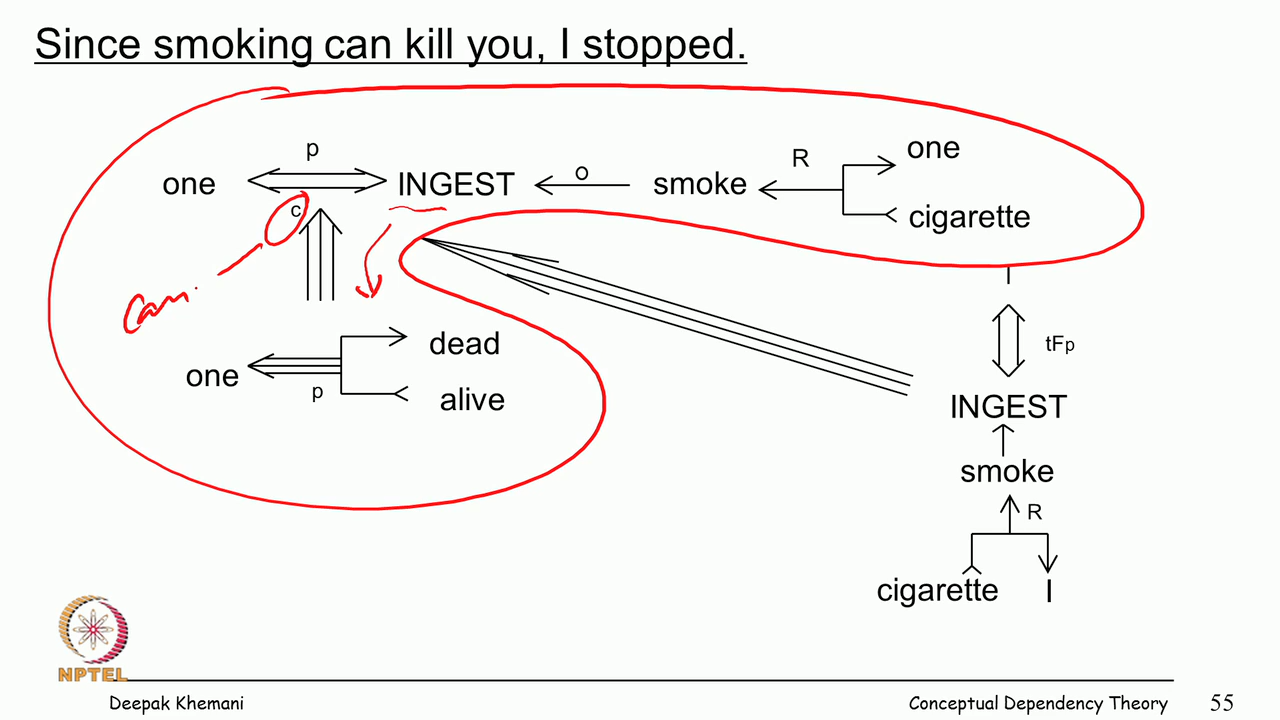 Since smoking can kill you, I stopped.
p
one INGEST o smoke R one
cigarette
c
can
I
one dead
p alive
tFp
INGEST
smoke
R
cigarette I
NPTEL
Deepak Khemani Conceptual Dependency Theory 55